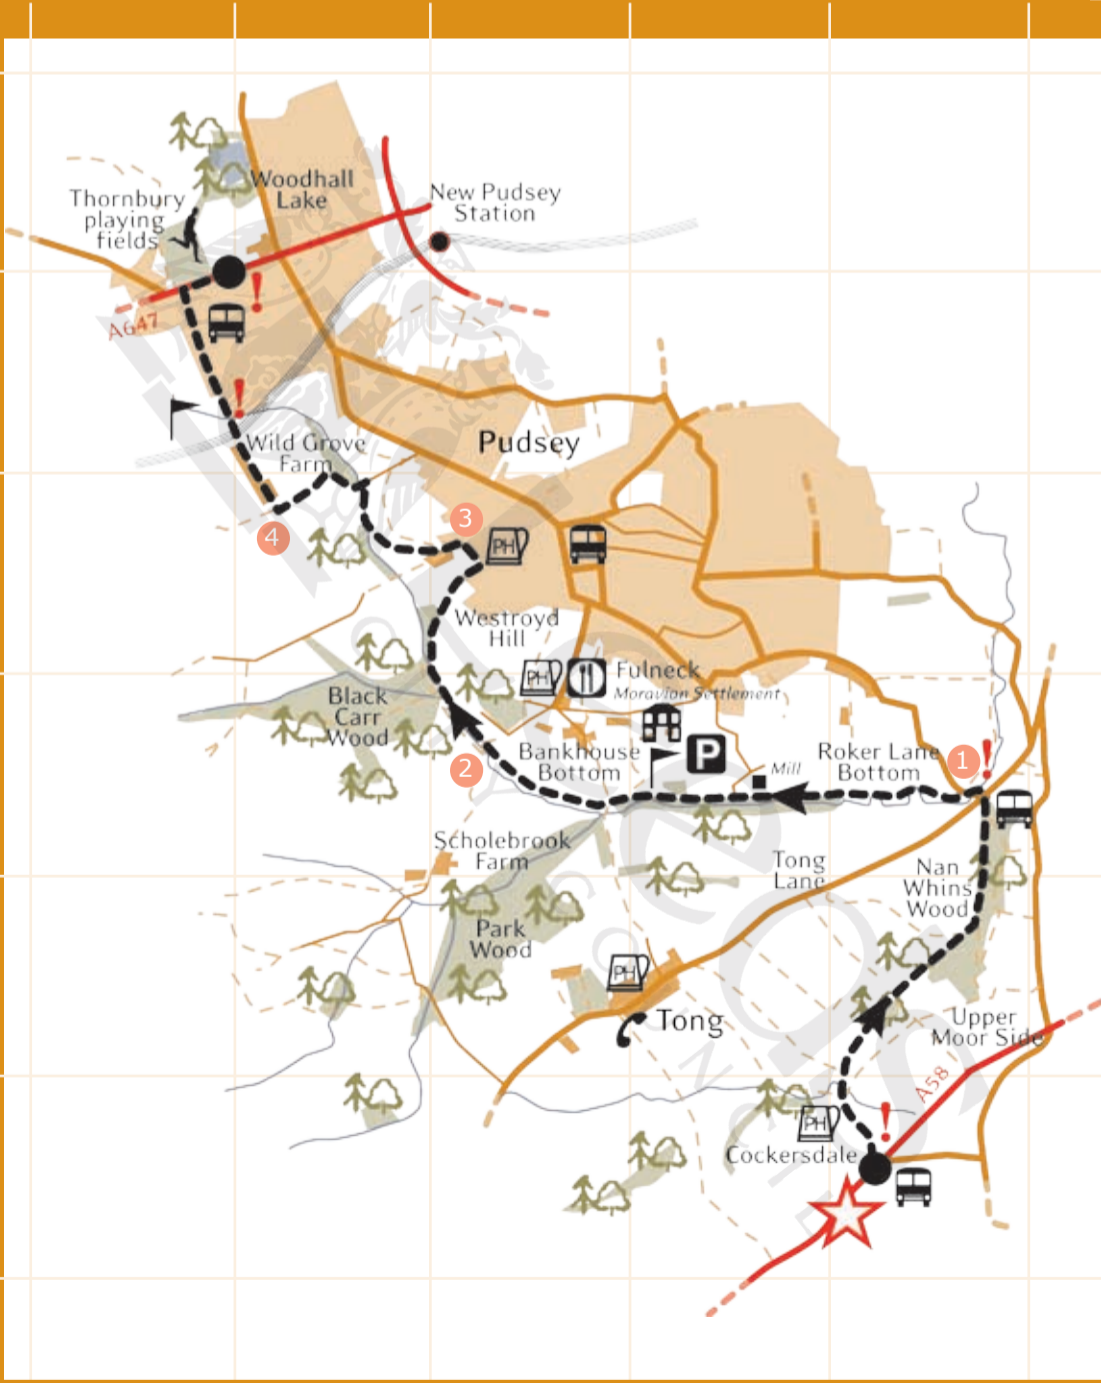 Woodhall
Lake
New Pudsey
Station
Thornbury
playing
fields
A647
Pudsey
Wild Grove
Farm
3
4
PH
Westroyd
Hill
PH
Fulneck
Moravian Settlement
Black
Carr
Wood
2
Bankhouse
Bottom
P
Mill
Roker Lane
Bottom
1
Scholebrook
Farm
Tong
Lane
Nan
Whins
Wood
Park
Wood
PH
Tong
Upper
Moor Side
A58
PH
Cockersdale
Leeds